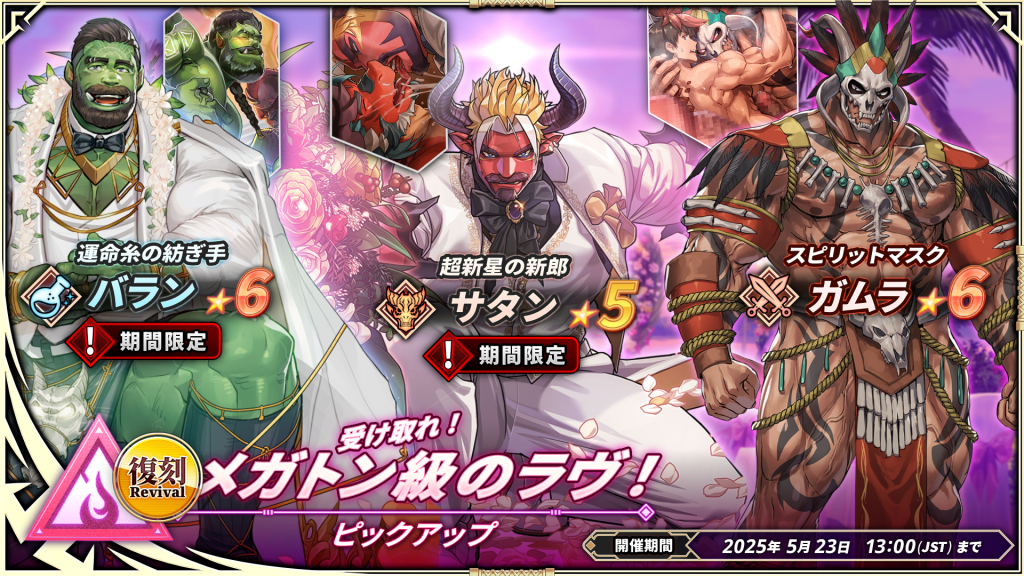 運命糸の紡ぎ手
バラン ★6
! 期間限定
超新星の新郎
サタン ★5
! 期間限定
スピリットマスク
ガムラ ★6
復刻
Revival
受け取れ！
メガトン級のラヴ！
ピックアップ
開催期間 2025年 5月23日 13:00(JST)まで